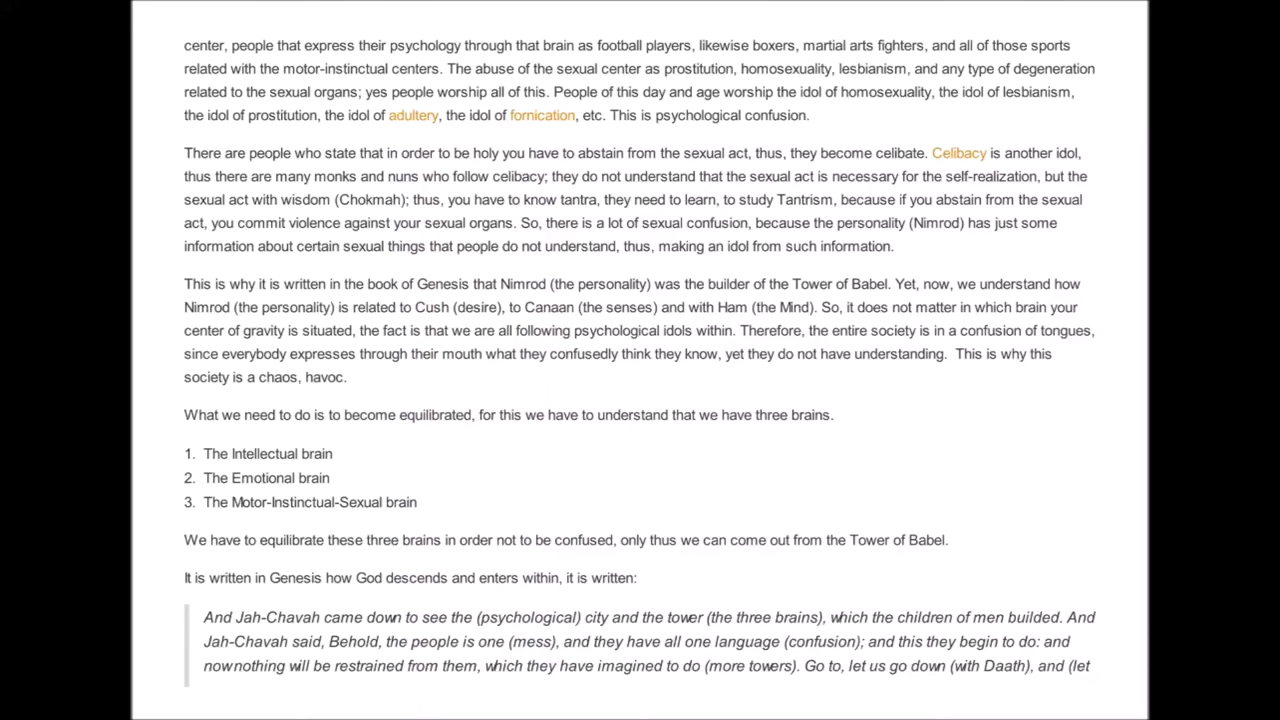 center, people that express their psychology through that brain as football players, likewise boxers, martial arts fighters, and all of those sports
related with the motor-instinctual centers. The abuse of the sexual center as prostitution, homosexuality, lesbianism, and any type of degeneration
related to the sexual organs; yes people worship all of this. People of this day and age worship the idol of homosexuality, the idol of lesbianism,
the idol of prostitution, the idol of adultery, the idol of fornication, etc. This is psychological confusion.
There are people who state that in order to be holy you have to abstain from the sexual act, thus, they become celibate. Celibacy is another idol,
thus there are many monks and nuns who follow celibacy; they do not understand that the sexual act is necessary for the self-realization, but the
sexual act with wisdom (Chokmah); thus, you have to know tantra, they need to learn, to study Tantrism, because if you abstain from the sexual
act, you commit violence against your sexual organs. So, there is a lot of sexual confusion, because the personality (Nimrod) has just some
information about certain sexual things that people do not understand, thus, making an idol from such information.
This is why it is written in the book of Genesis that Nimrod (the personality) was the builder of the Tower of Babel. Yet, now, we understand how
Nimrod (the personality) is related to Cush (desire), to Canaan (the senses) and with Ham (the Mind). So, it does not matter in which brain your
center of gravity is situated, the fact is that we are all following psychological idols within. Therefore, the entire society is in a confusion of tongues,
since everybody expresses through their mouth what they confusedly think they know, yet they do not have understanding.  This is why this
society is a chaos, havoc.
What we need to do is to become equilibrated, for this we have to understand that we have three brains.
1. The Intellectual brain
2. The Emotional brain
3. The Motor-Instinctual-Sexual brain
We have to equilibrate these three brains in order not to be confused, only thus we can come out from the Tower of Babel.
It is written in Genesis how God descends and enters within, it is written:
And Jah-Chavah came down to see the (psychological) city and the tower (the three brains), which the children of men builded. And
Jah-Chavah said, Behold, the people is one (mess), and they have all one language (confusion); and this they begin to do: and
now nothing will be restrained from them, which they have imagined to do (more towers). Go to, let us go down (with Daath), and (let